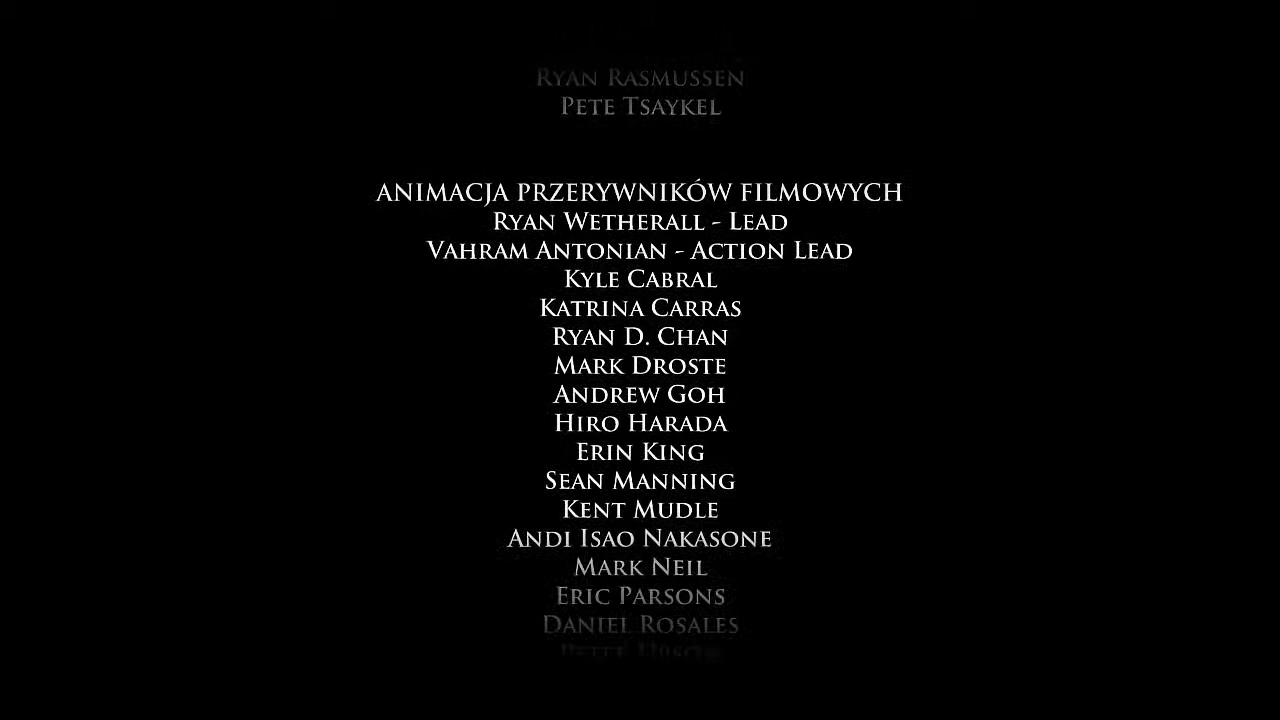 Ryan Rasmussen
Pete Tsaykel
ANIMACJA PRZERYWNIKÓW FILMOWYCH
Ryan Wetherall - Lead
Vahram Antonian - Action Lead
Kyle Cabral
Katrina Carras
Ryan D. Chan
Mark Droste
Andrew Goh
Hiro Harada
Erin King
Sean Manning
Kent Mudle
Andi Isao Nakasone
Mark Neil
Eric Parsons
Daniel Rosales